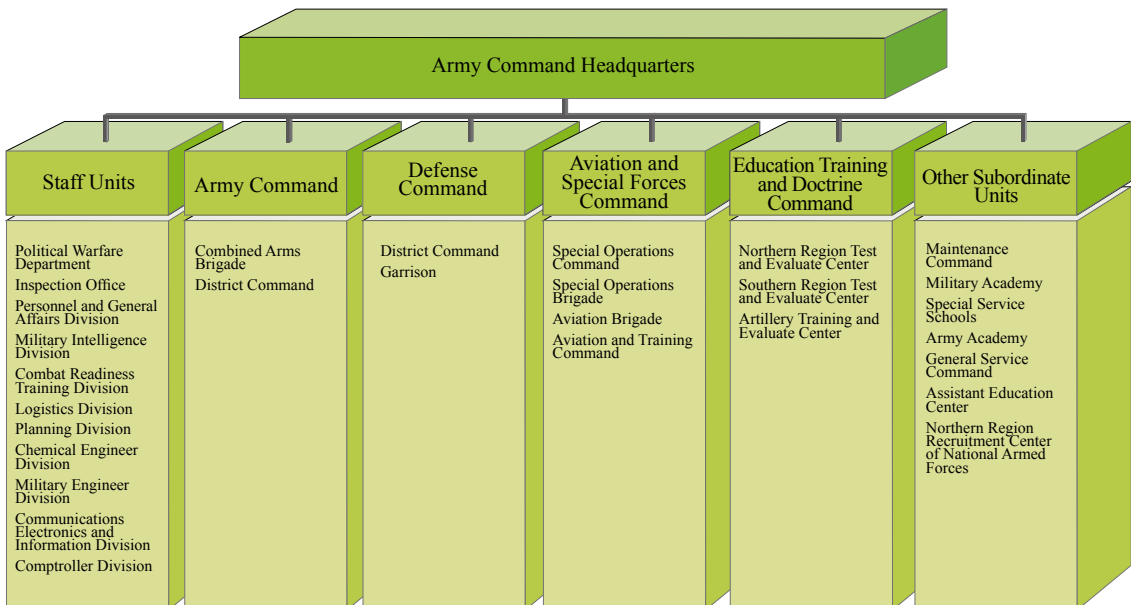 Army Command Headquarters
Staff Units
Political Warfare
Department
Inspection Office
Personnel and General
Affairs Division
Military Intelligence
Division
Combat Readiness
Training Division
Logistics Division
Planning Division
Chemical Engineer
Division
Military Engineer
Division
Communications
Electronics and
Information Division
Comptroller Division
Army Command
Combined Arms
Brigade
District Command
Defense
Command
District Command
Garrison
Aviation and
Special Forces
Command
Special Operations
Command
Special Operations
Brigade
Aviation Brigade
Aviation and Training
Command
Education Training
and Doctrine
Command
Northern Region Test
and Evaluate Center
Southern Region Test
and Evaluate Center
Artillery Training and
Evaluate Center
Other Subordinate
Units
Maintenance
Command
Military Academy
Special Service
Schools
Army Academy
General Service
Command
Assistant Education
Center
Northern Region
Recruitment Center
of National Armed
Forces